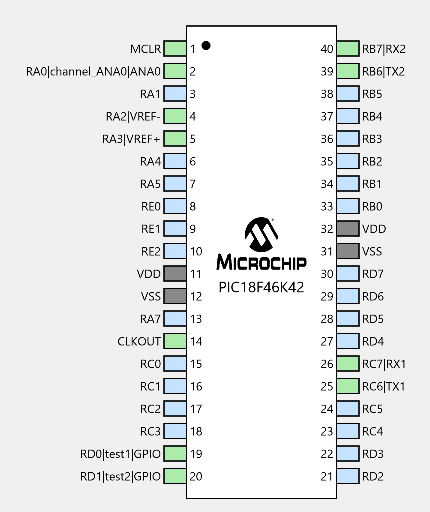 MCLR 1 40 RB7|RX2
RA0|channel_ANA0|ANA0 2 39 RB6|TX2
RA1 3 38 RB5
RA2|VREF- 4 37 RB4
RA3|VREF+ 5 36 RB3
RA4 6 35 RB2
RA5 7 34 RB1
RE0 8 33 RB0
RE1 9 32 VDD
RE2 10 31 VSS
MICROCHIP
PIC18F46K42
VDD 11 30 RD7
VSS 12 29 RD6
RA7 13 28 RD5
CLKOUT 14 27 RD4
RC0 15 26 RC7|RX1
RC1 16 25 RC6|TX1
RC2 17 24 RC5
RC3 18 23 RC4
RD0|test1|GPIO 19 22 RD3
RD1|test2|GPIO 20 21 RD2